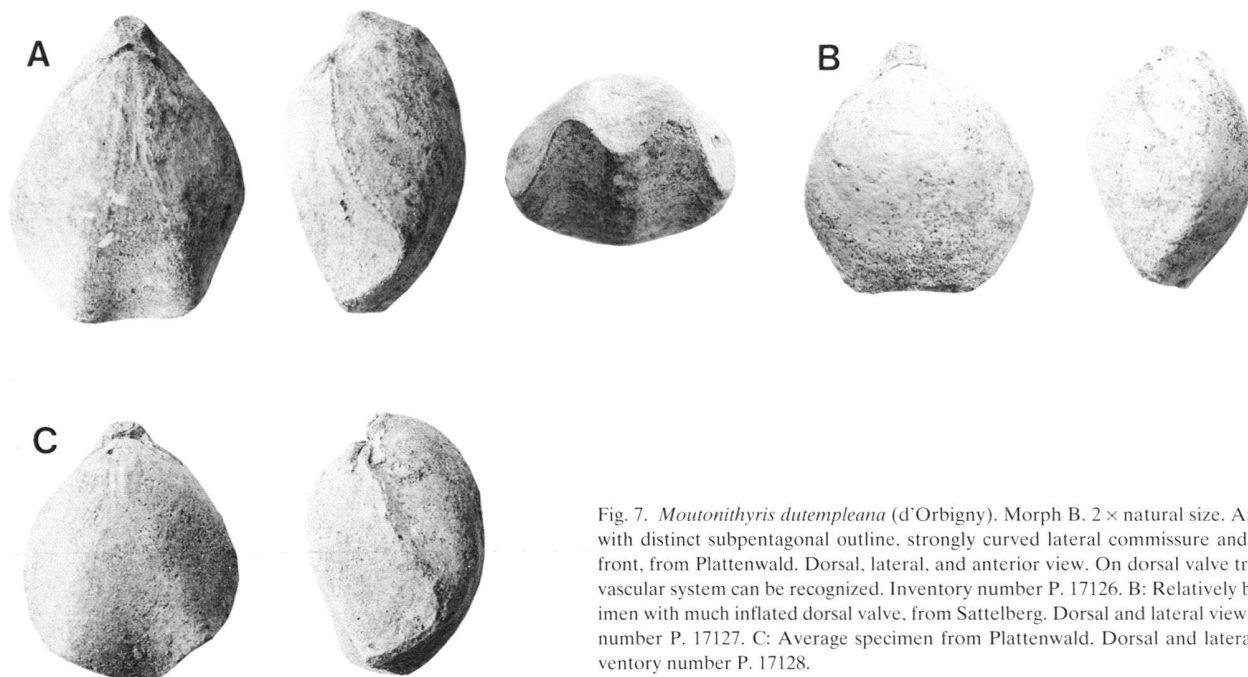 A
B
C
Fig. 7. Moutonithyris dutempleana (d'Orbigny). Morph B. 2 × natural size. A:
with distinct subpentagonal outline, strongly curved lateral commissure and
front, from Plattenwald. Dorsal, lateral, and anterior view. On dorsal valve
vascular system can be recognized. Inventory number P. 17126. B: Relatively
imen with much inflated dorsal valve, from Sattelberg. Dorsal and lateral view
number P. 17127. C: Average specimen from Plattenwald. Dorsal and lateral
ventory number P. 17128.